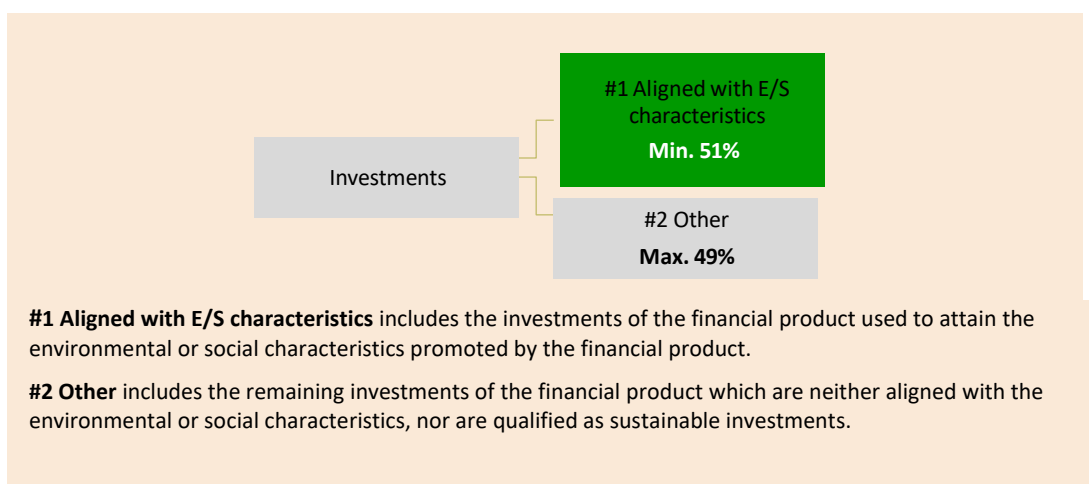 #1 Aligned with E/S
characteristics
Min. 51%
Investments
#2 Other
Max. 49%
#1 Aligned with E/S characteristics includes the investments of the financial product used to attain the
environmental or social characteristics promoted by the financial product.
#2 Other includes the remaining investments of the financial product which are neither aligned with the
environmental or social characteristics, nor are qualified as sustainable investments.